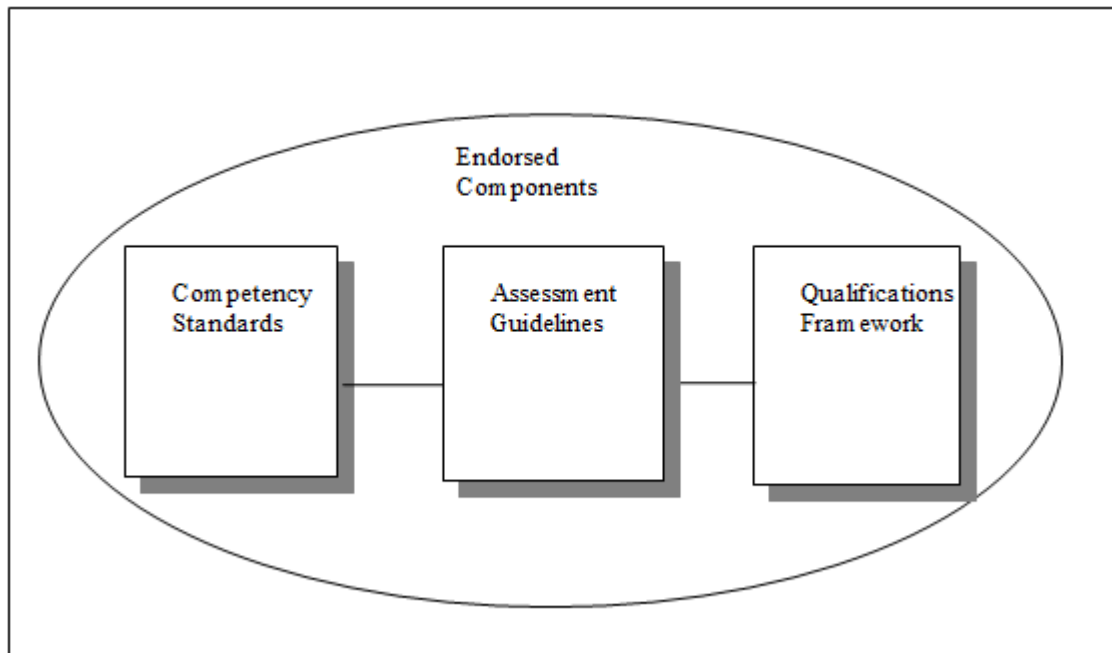 Endorsed
Components
Competency
Standards
Assessment
Guidelines
Qualifications
Framework